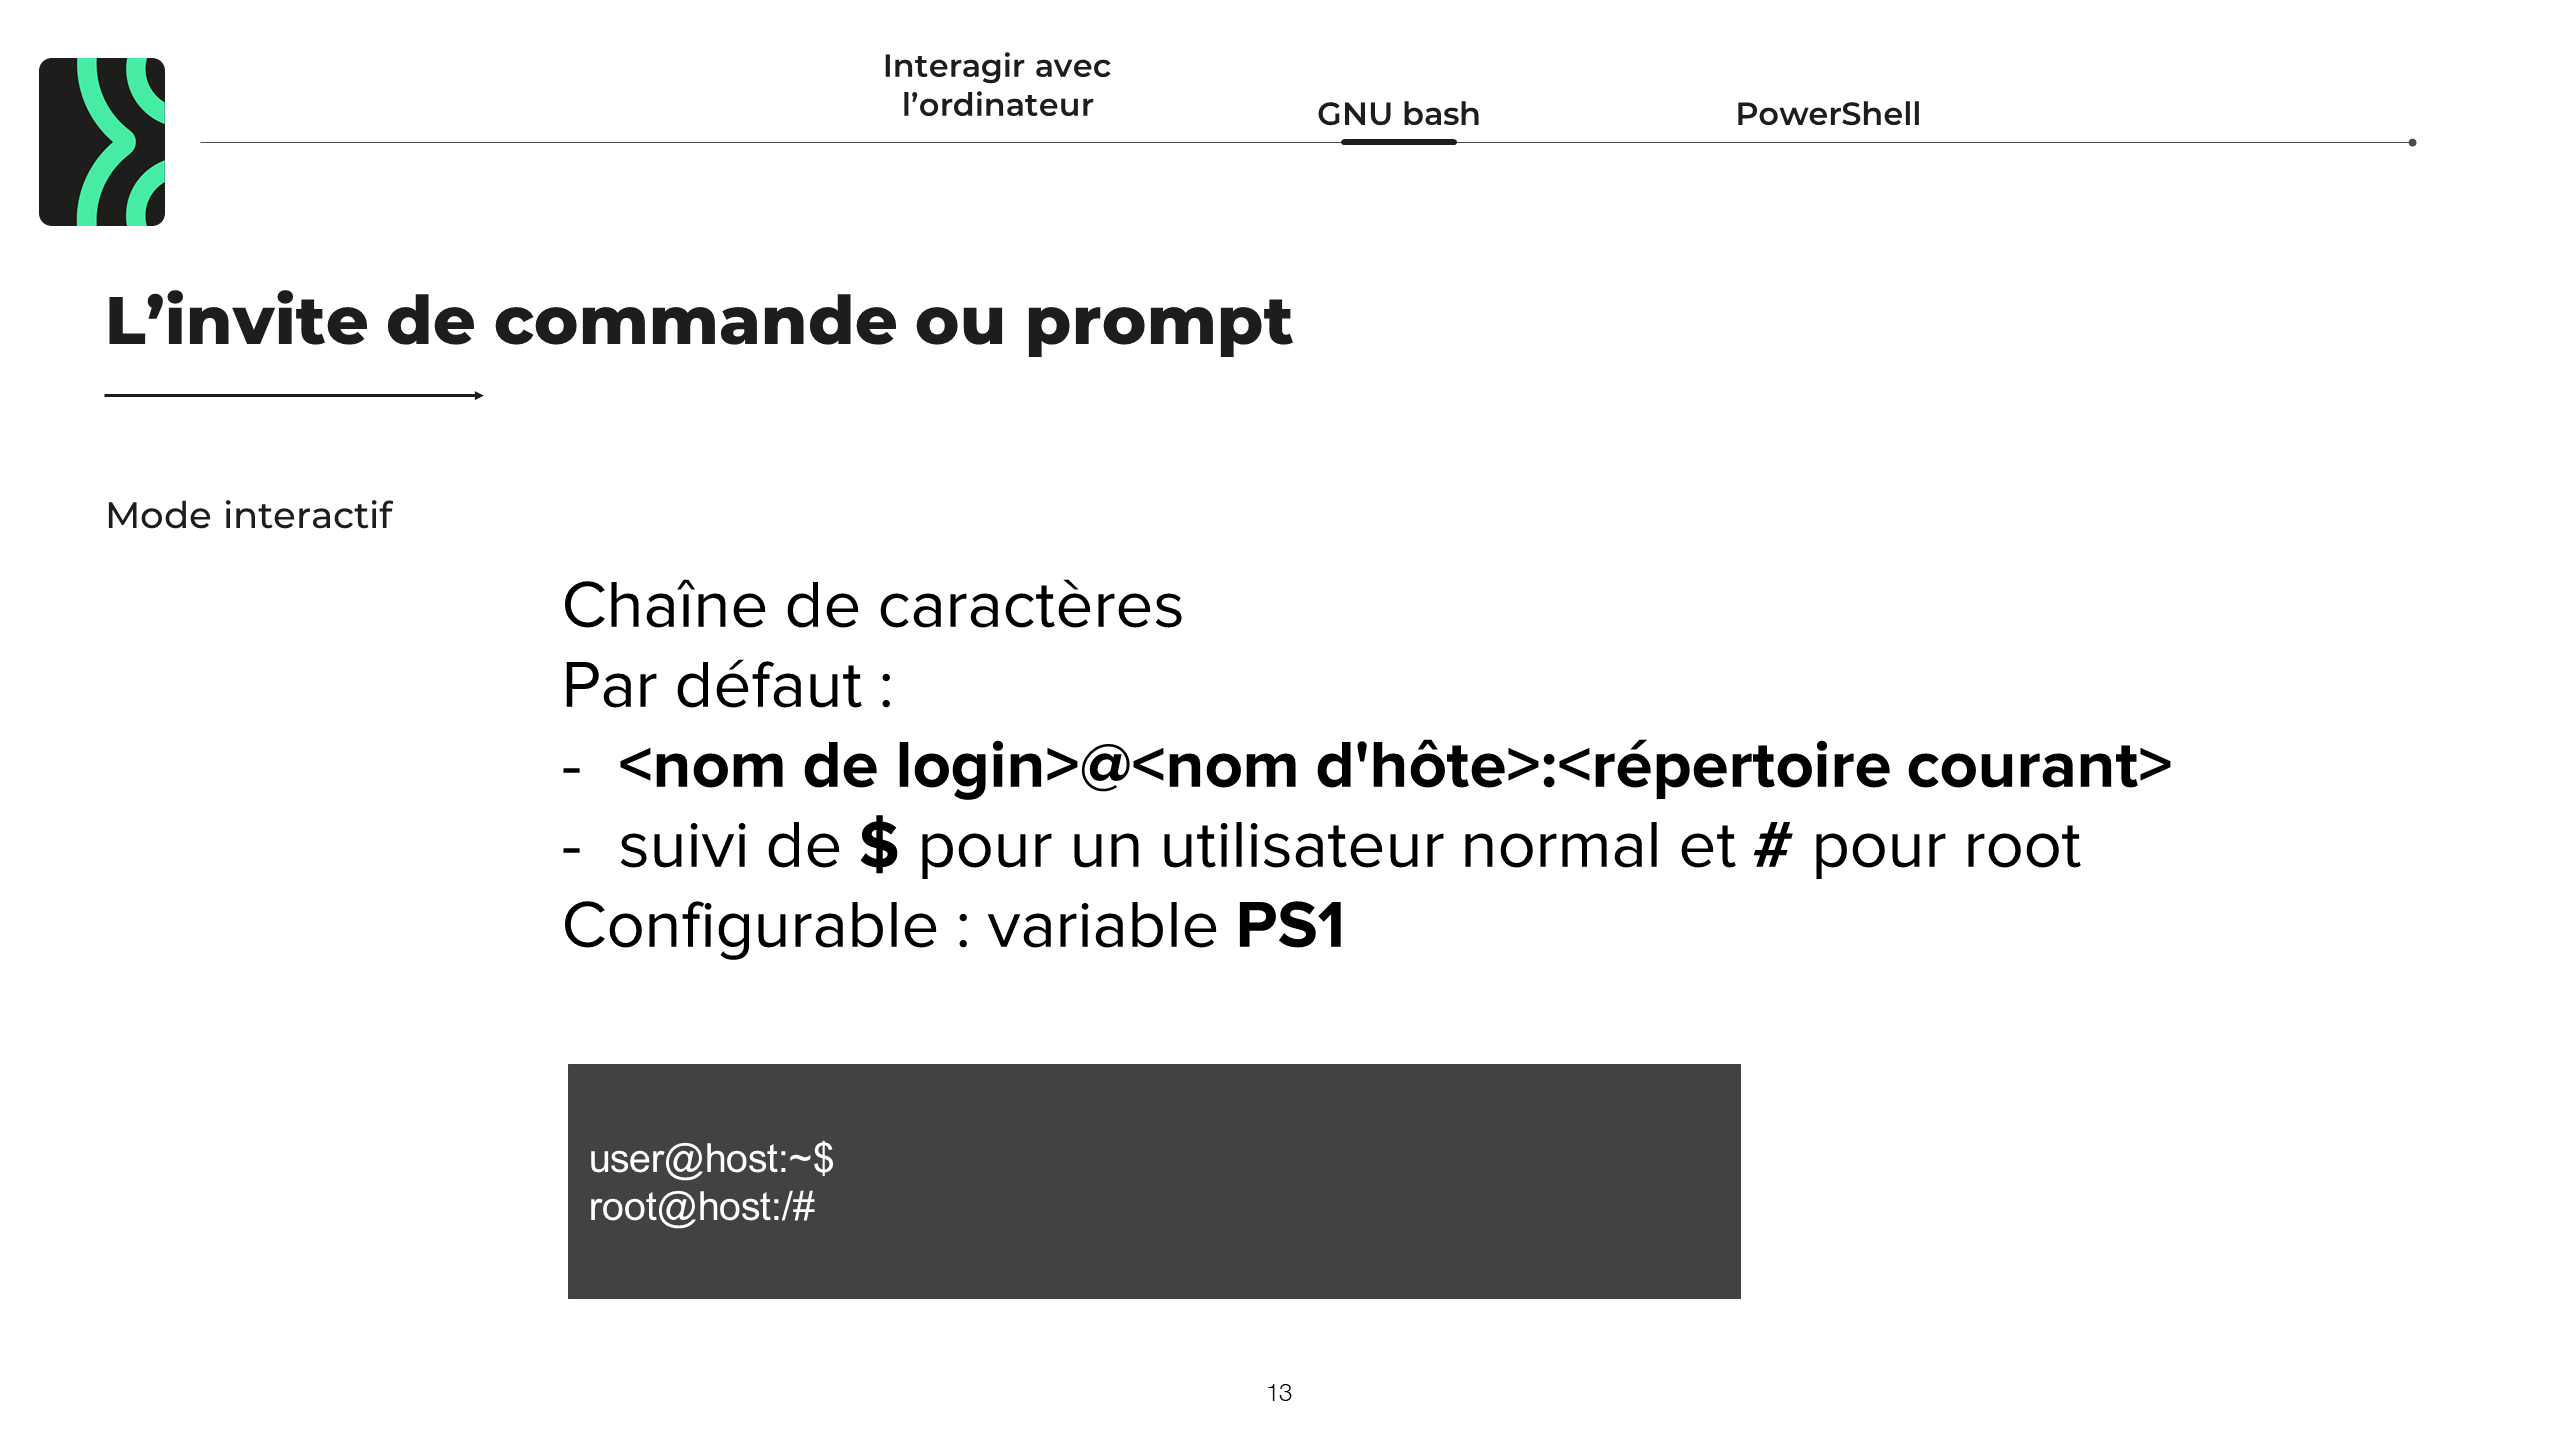 Interagir avec
l’ordinateur
GNU bash
PowerShell
L’invite de commande ou prompt
Mode interactif
Chaîne de caractères
Par défaut :
- <nom de login>@<nom d'hôte>:<répertoire courant>
- suivi de $ pour un utilisateur normal et # pour root
Configurable : variable PS1
user@host:~$
root@host:/#
13